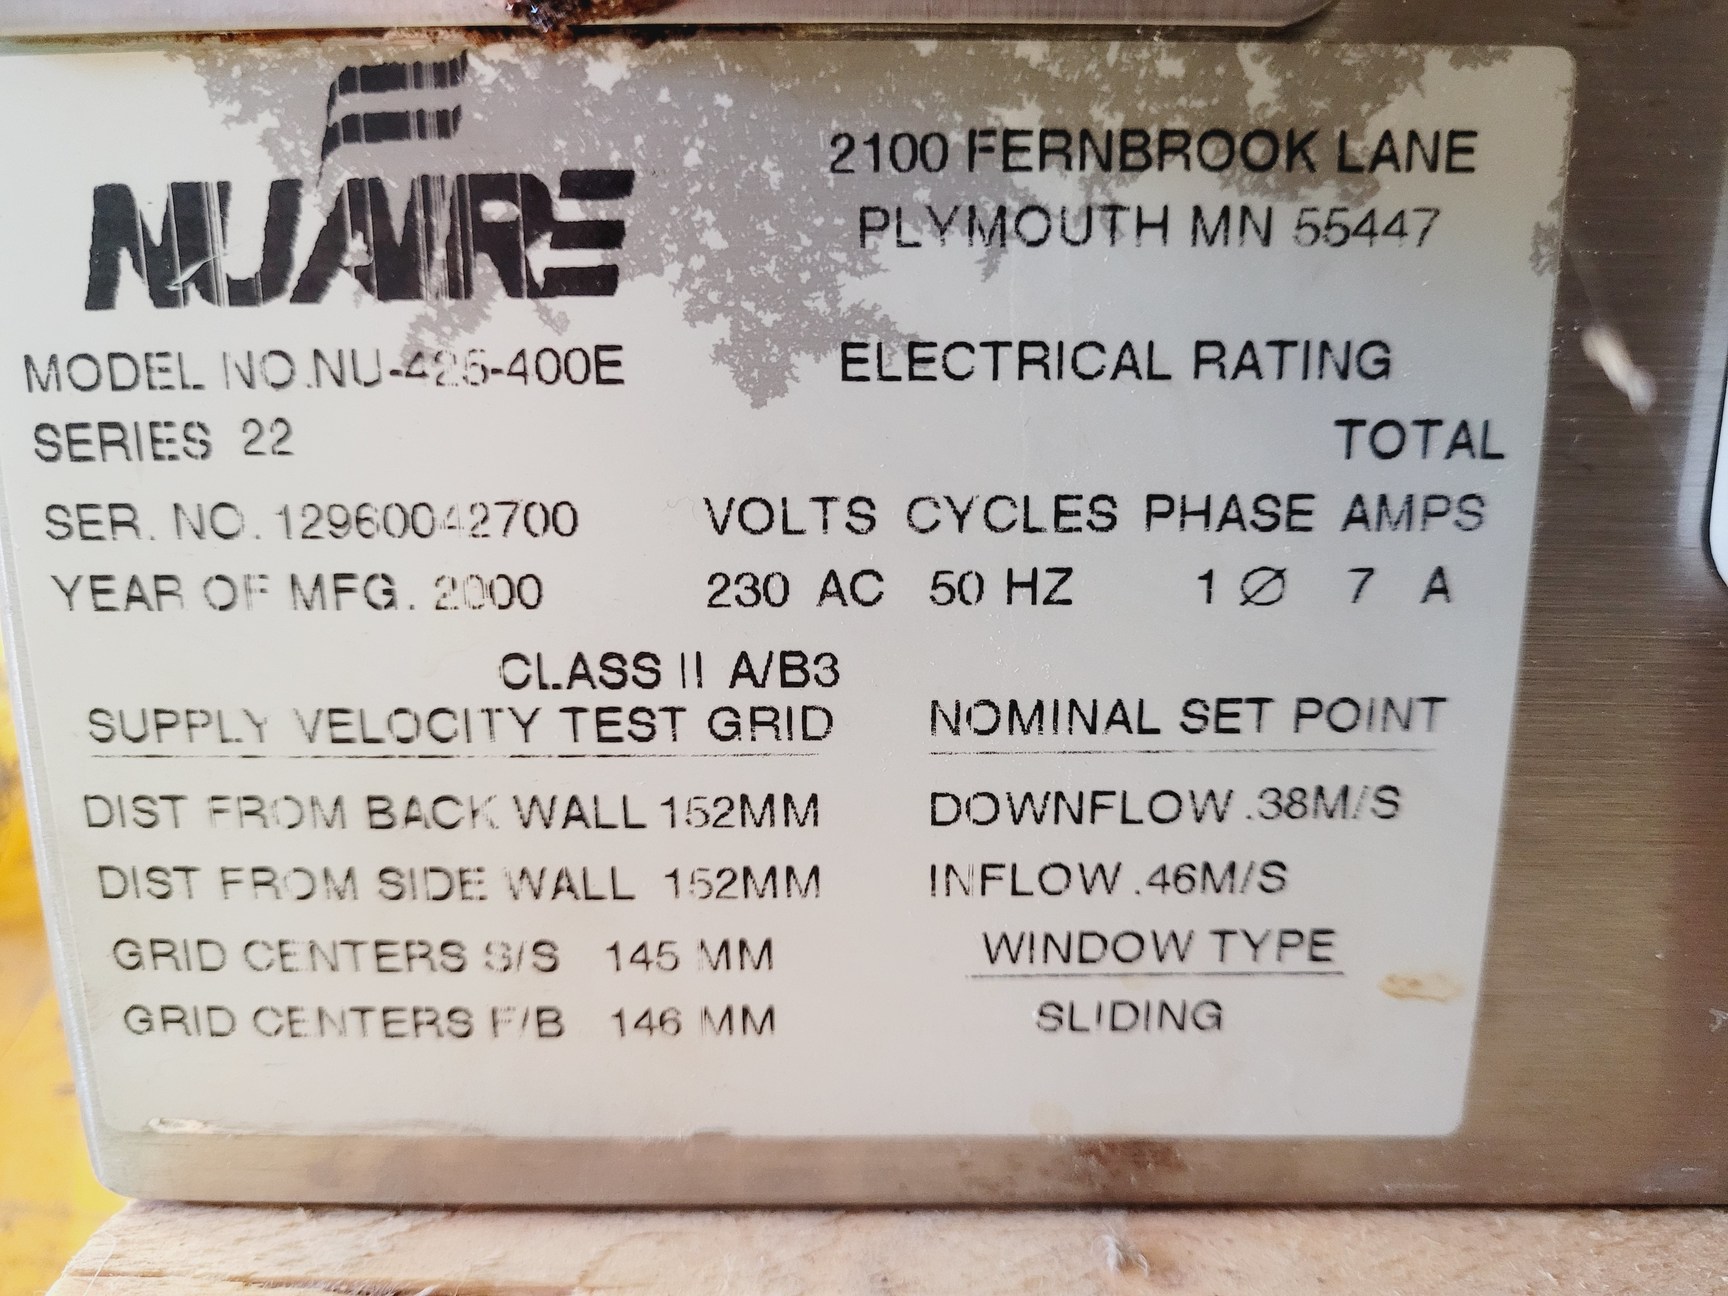 NUAIRE
2100 FERNBROOK LANE
PLYMOUTH MN 55447
MODEL NO.NU-425-400E
ELECTRICAL RATING
SERIES 22
TOTAL
SER. NO. 12960042700
VOLTS CYCLES PHASE AMPS
YEAR OF MFG. 2000
230 AC 50 HZ 1 Ø 7 A
CLASS II A/B3
SUPPLY VELOCITY TEST GRID
NOMINAL SET POINT
DIST FROM BACK WALL 152MM
DOWNFLOW .38M/S
DIST FROM SIDE WALL 152MM
INFLOW .46M/S
GRID CENTERS S/S 145 MM
WINDOW TYPE
GRID CENTERS F/B 146 MM
SLIDING